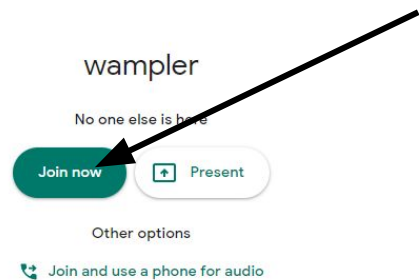 wampler
No one else is here
Join now
Present
Other options
Join and use a phone for audio